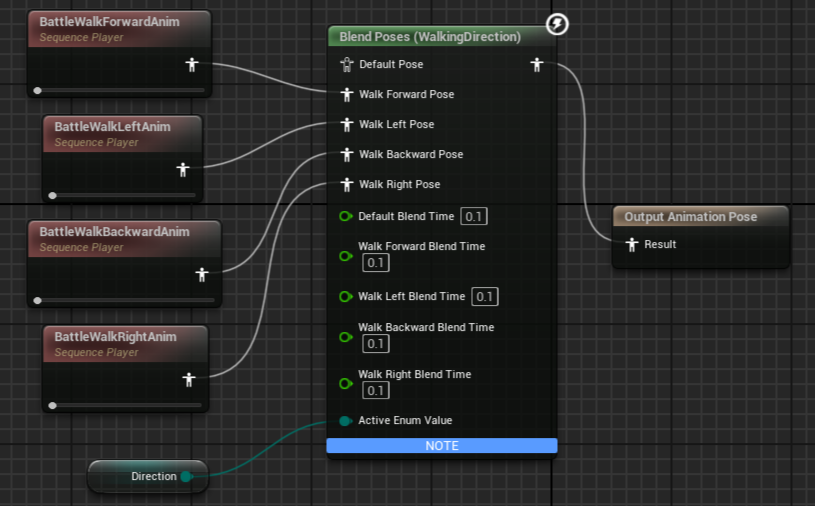 BattleWalkForwardAnim
Sequence Player
BattleWalkLeftAnim
Sequence Player
BattleWalkBackwardAnim
Sequence Player
BattleWalkRightAnim
Sequence Player
Direction
Blend Poses (WalkingDirection)
Default Pose
Walk Forward Pose
Walk Left Pose
Walk Backward Pose
Walk Right Pose
Default Blend Time 0.1
Walk Forward Blend Time
0.1
Walk Left Blend Time 0.1
Walk Backward Blend Time
0.1
Walk Right Blend Time
0.1
Active Enum Value
NOTE
Output Animation Pose
Result